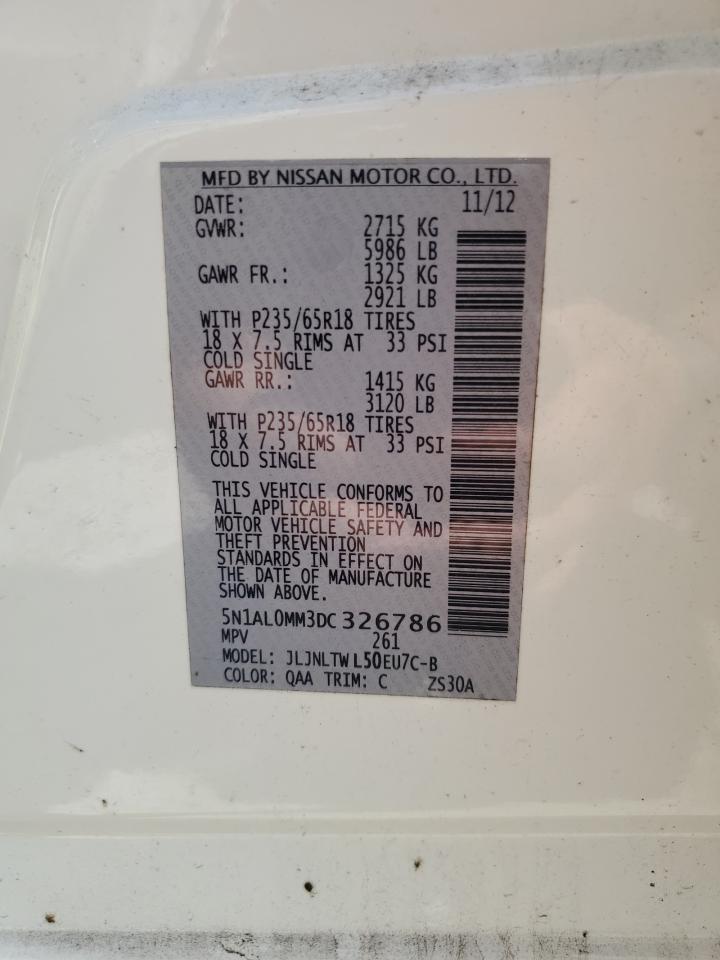 MFD BY NISSAN MOTOR CO., LTD.
DATE: 11/12
GVWR: 2715 KG
5986 LB
GAWR FR.: 1325 KG
2921 LB
WITH P235/65R18 TIRES
18 X 7.5 RIMS AT 33 PSI
COLD SINGLE
GAWR RR.: 1415 KG
3120 LB
WITH P235/65R18 TIRES
18 X 7.5 RIMS AT 33 PSI
COLD SINGLE
THIS VEHICLE CONFORMS TO
ALL APPLICABLE FEDERAL
MOTOR VEHICLE SAFETY AND
THEFT PREVENTION
STANDARDS IN EFFECT ON
THE DATE OF MANUFACTURE
SHOWN ABOVE.
5N1AL0MM3DC 326786
MPV 261
MODEL: JLJNLTW L50EU7C-B
COLOR: QAA TRIM: C ZS30A